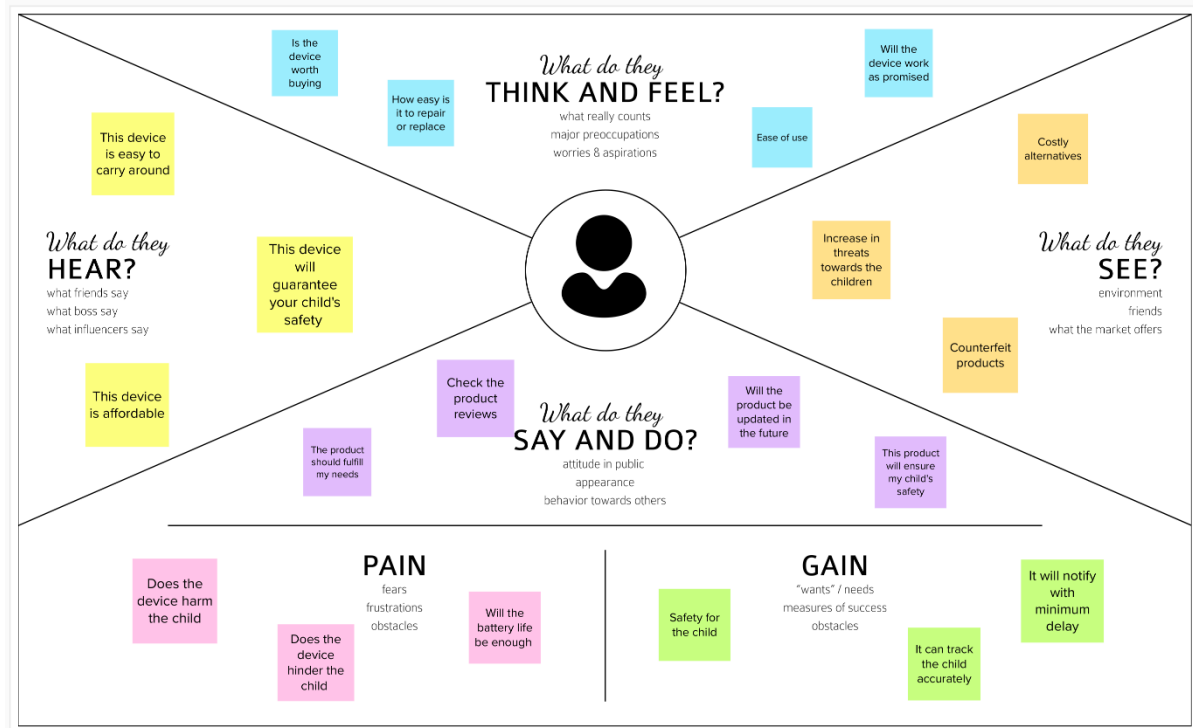 What do they
THINK AND FEEL?
what really counts
major preoccupations
worries & aspirations
Is the
device
worth
buying
How easy is
it to repair
or replace
Will the
device work
as promised
Ease of use
What do they
HEAR?
what friends say
what boss say
what influencers say
This device
is easy to
carry around
This device
will
guarantee
your child's
safety
This device
is affordable
What do they
SEE?
environment
friends
what the market offers
Costly
alternatives
Increase in
threats
towards the
children
Counterfeit
products
What do they
SAY AND DO?
attitude in public
appearance
behavior towards others
Check the
product
reviews
The product
should fulfill
my needs
Will the
product be
updated in
the future
This product
will ensure
my child's
safety
PAIN
fears
frustrations
obstacles
Does the
device harm
the child
Does the
device
hinder the
child
Will the
battery life
be enough
GAIN
“wants” / needs
measures of success
obstacles
Safety for
the child
It can track
the child
accurately
It will notify
with
minimum
delay